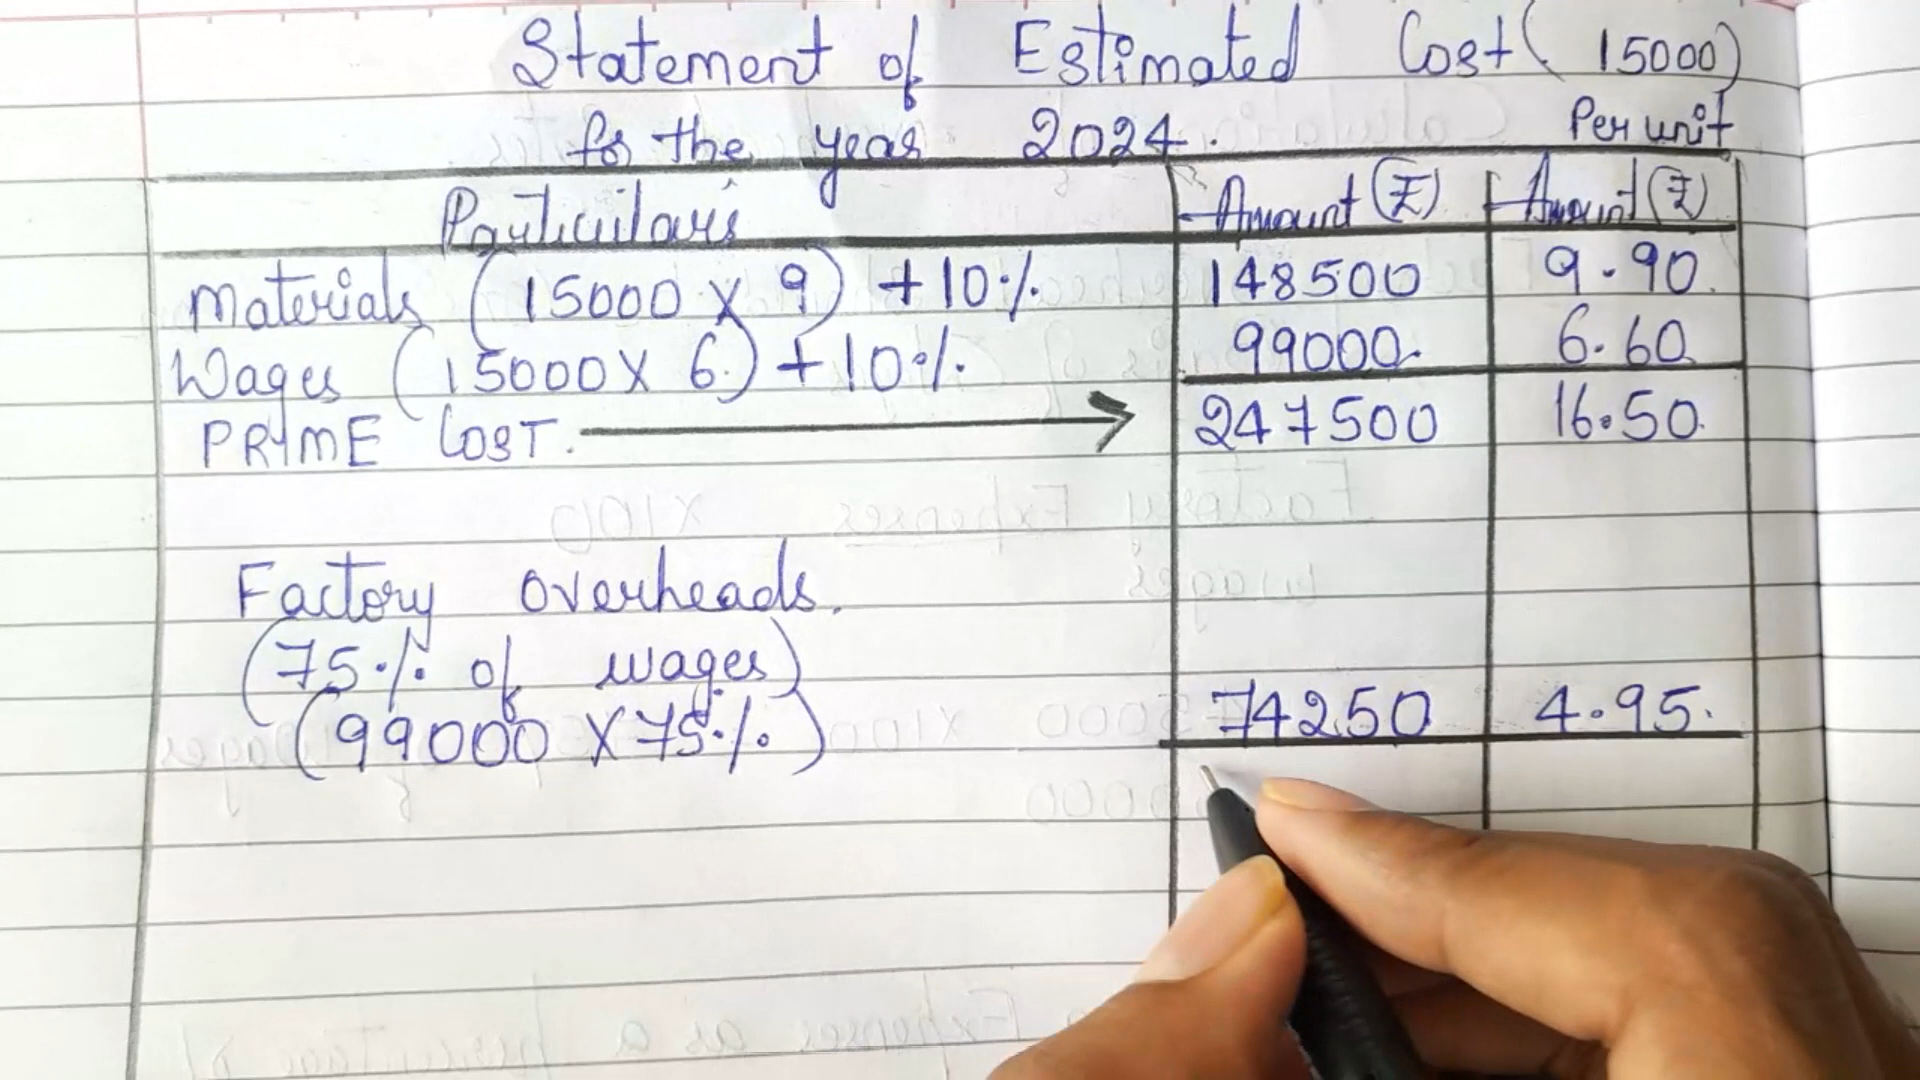 Statement of Estimated Cost (15000)
for the year 2024.
Per unit
Particulars Amount (₹) Amount (₹)
Materials (15000 x 9) + 10% 148500 9.90
Wages (15000 x 6) + 10% 99000 6.60
PRIME COST. 247500 16.50
Factory overheads.
(75% of wages)
(99000 x 75%) 74250 4.95